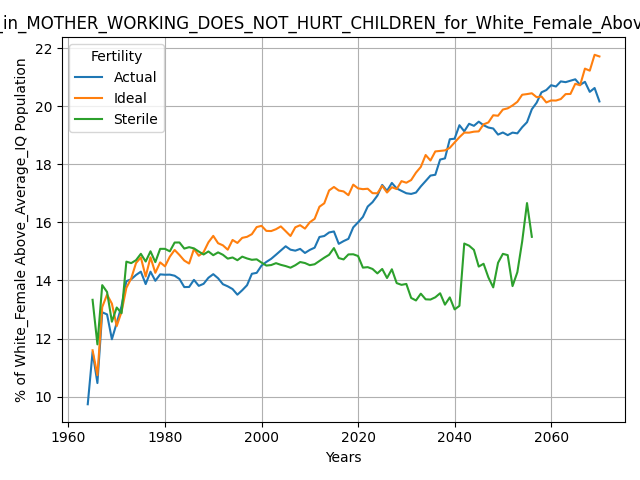 _in_MOTHER_WORKING_DOES_NOT_HURT_CHILDREN_for_White_Female_Abov
Fertility
Actual
Ideal
Sterile
% of White_Female Above_Average_IQ Population
22
20
18
16
14
12
10
1960 1980 2000 2020 2040 2060
Years